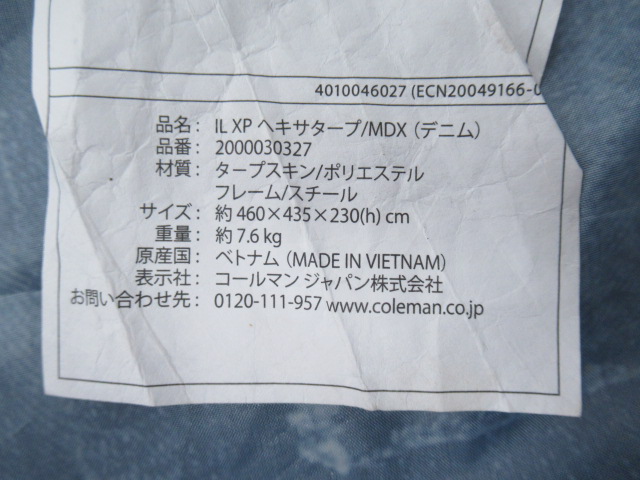 4010046027 (ECN20049166-0
品名： IL XP ヘキサタープ/MDX（デニム）
品番： 2000030327
材質： タープスキン/ポリエステル
フレーム/スチール
サイズ： 約 460×435×230(h) cm
重量： 約 7.6 kg
原産国： ベトナム（MADE IN VIETNAM）
表示社： コールマン ジャパン株式会社
お問い合わせ先： 0120-111-957 www.coleman.co.jp